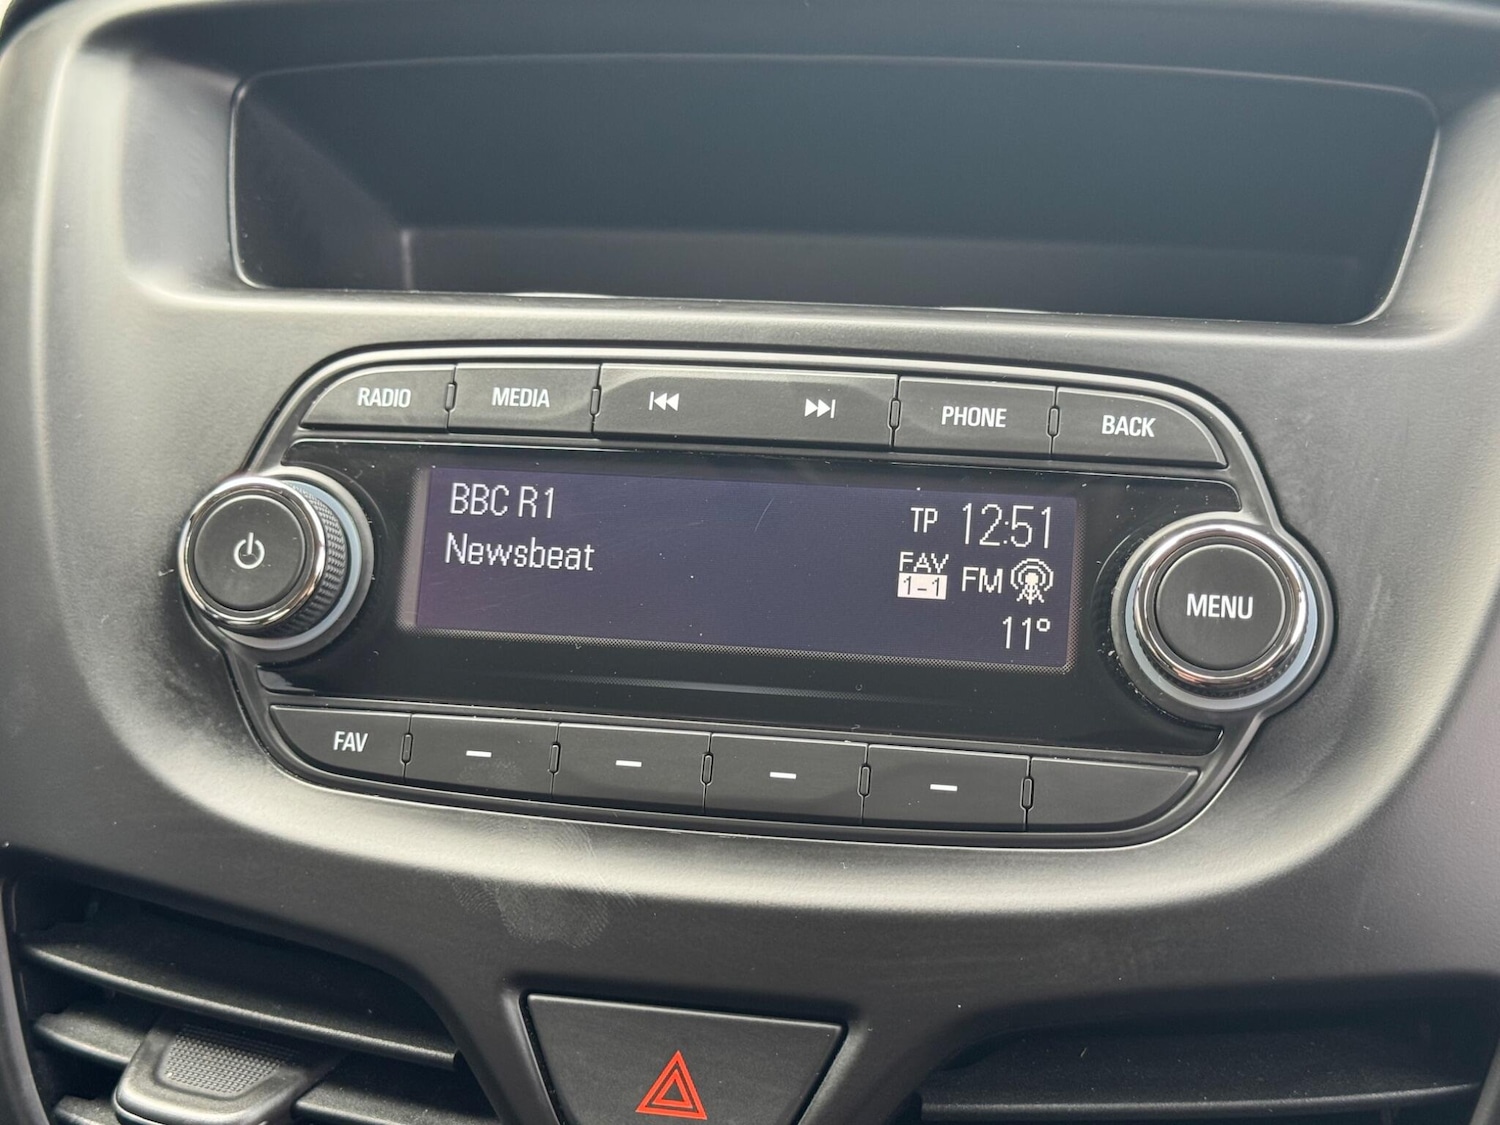 RADIO MEDIA PHONE BACK
BBC R1 TP 12:51
Newsbeat FAV
1-1 FM
11°
MENU
FAV